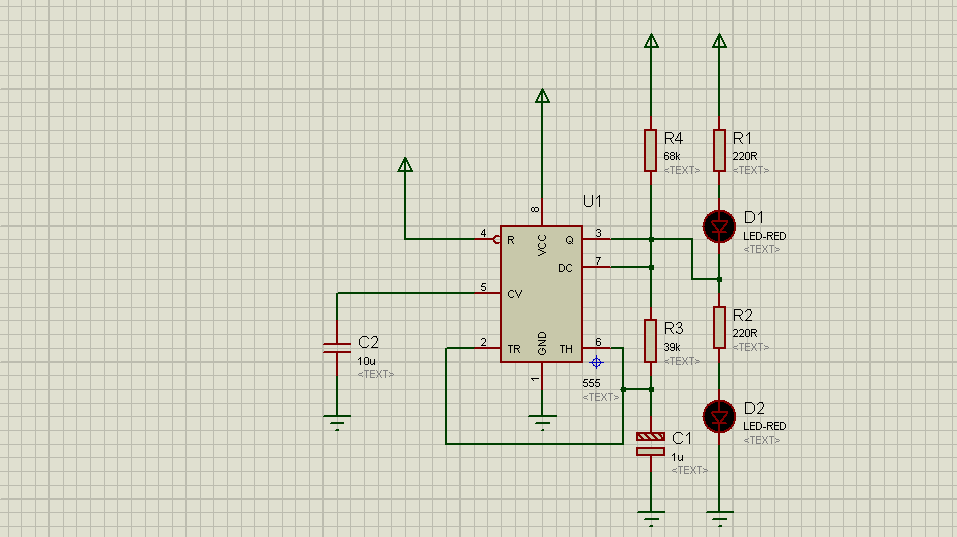 R4
68k
<TEXT>
R1
220R
<TEXT>
U1
8
4
R
VCC
Q
3
D1
LED-RED
<TEXT>
DC
7
5
CV
R2
220R
<TEXT>
R3
39k
<TEXT>
C2
10u
<TEXT>
2
TR
GND
TH
6
1
555
<TEXT>
D2
LED-RED
<TEXT>
C1
1u
<TEXT>